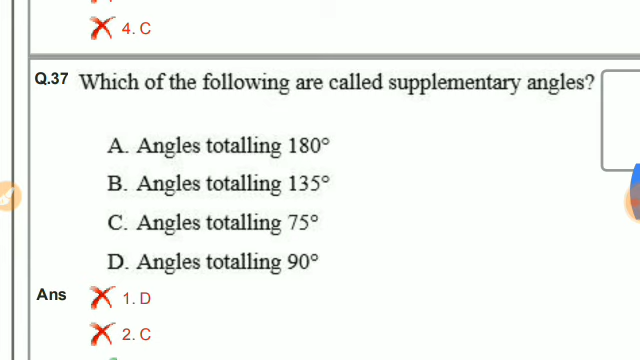 4. C
Q.37 Which of the following are called supplementary angles?
A. Angles totalling 180°
B. Angles totalling 135°
C. Angles totalling 75°
D. Angles totalling 90°
Ans 1. D
2. C